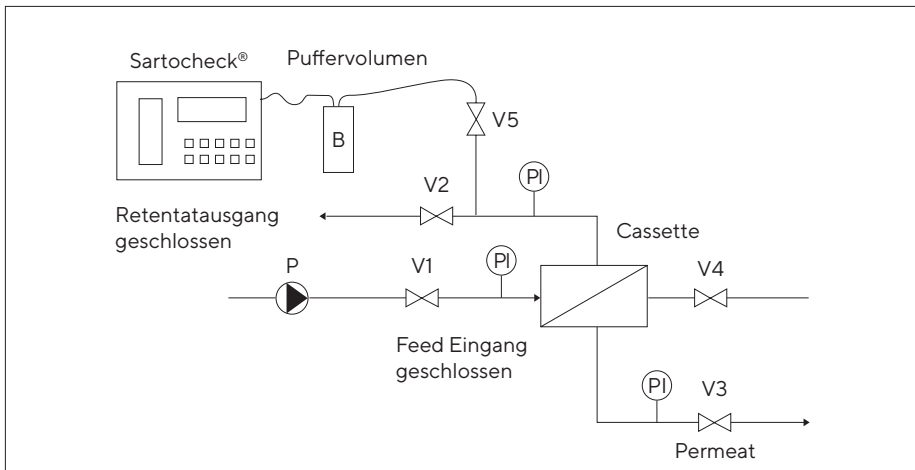 Sartocheck®
Puffervolumen
B
V5
PI
V2
Retentatausgang
geschlossen
Cassette
P
V1
PI
V4
Feed Eingang
geschlossen
PI
V3
Permeat